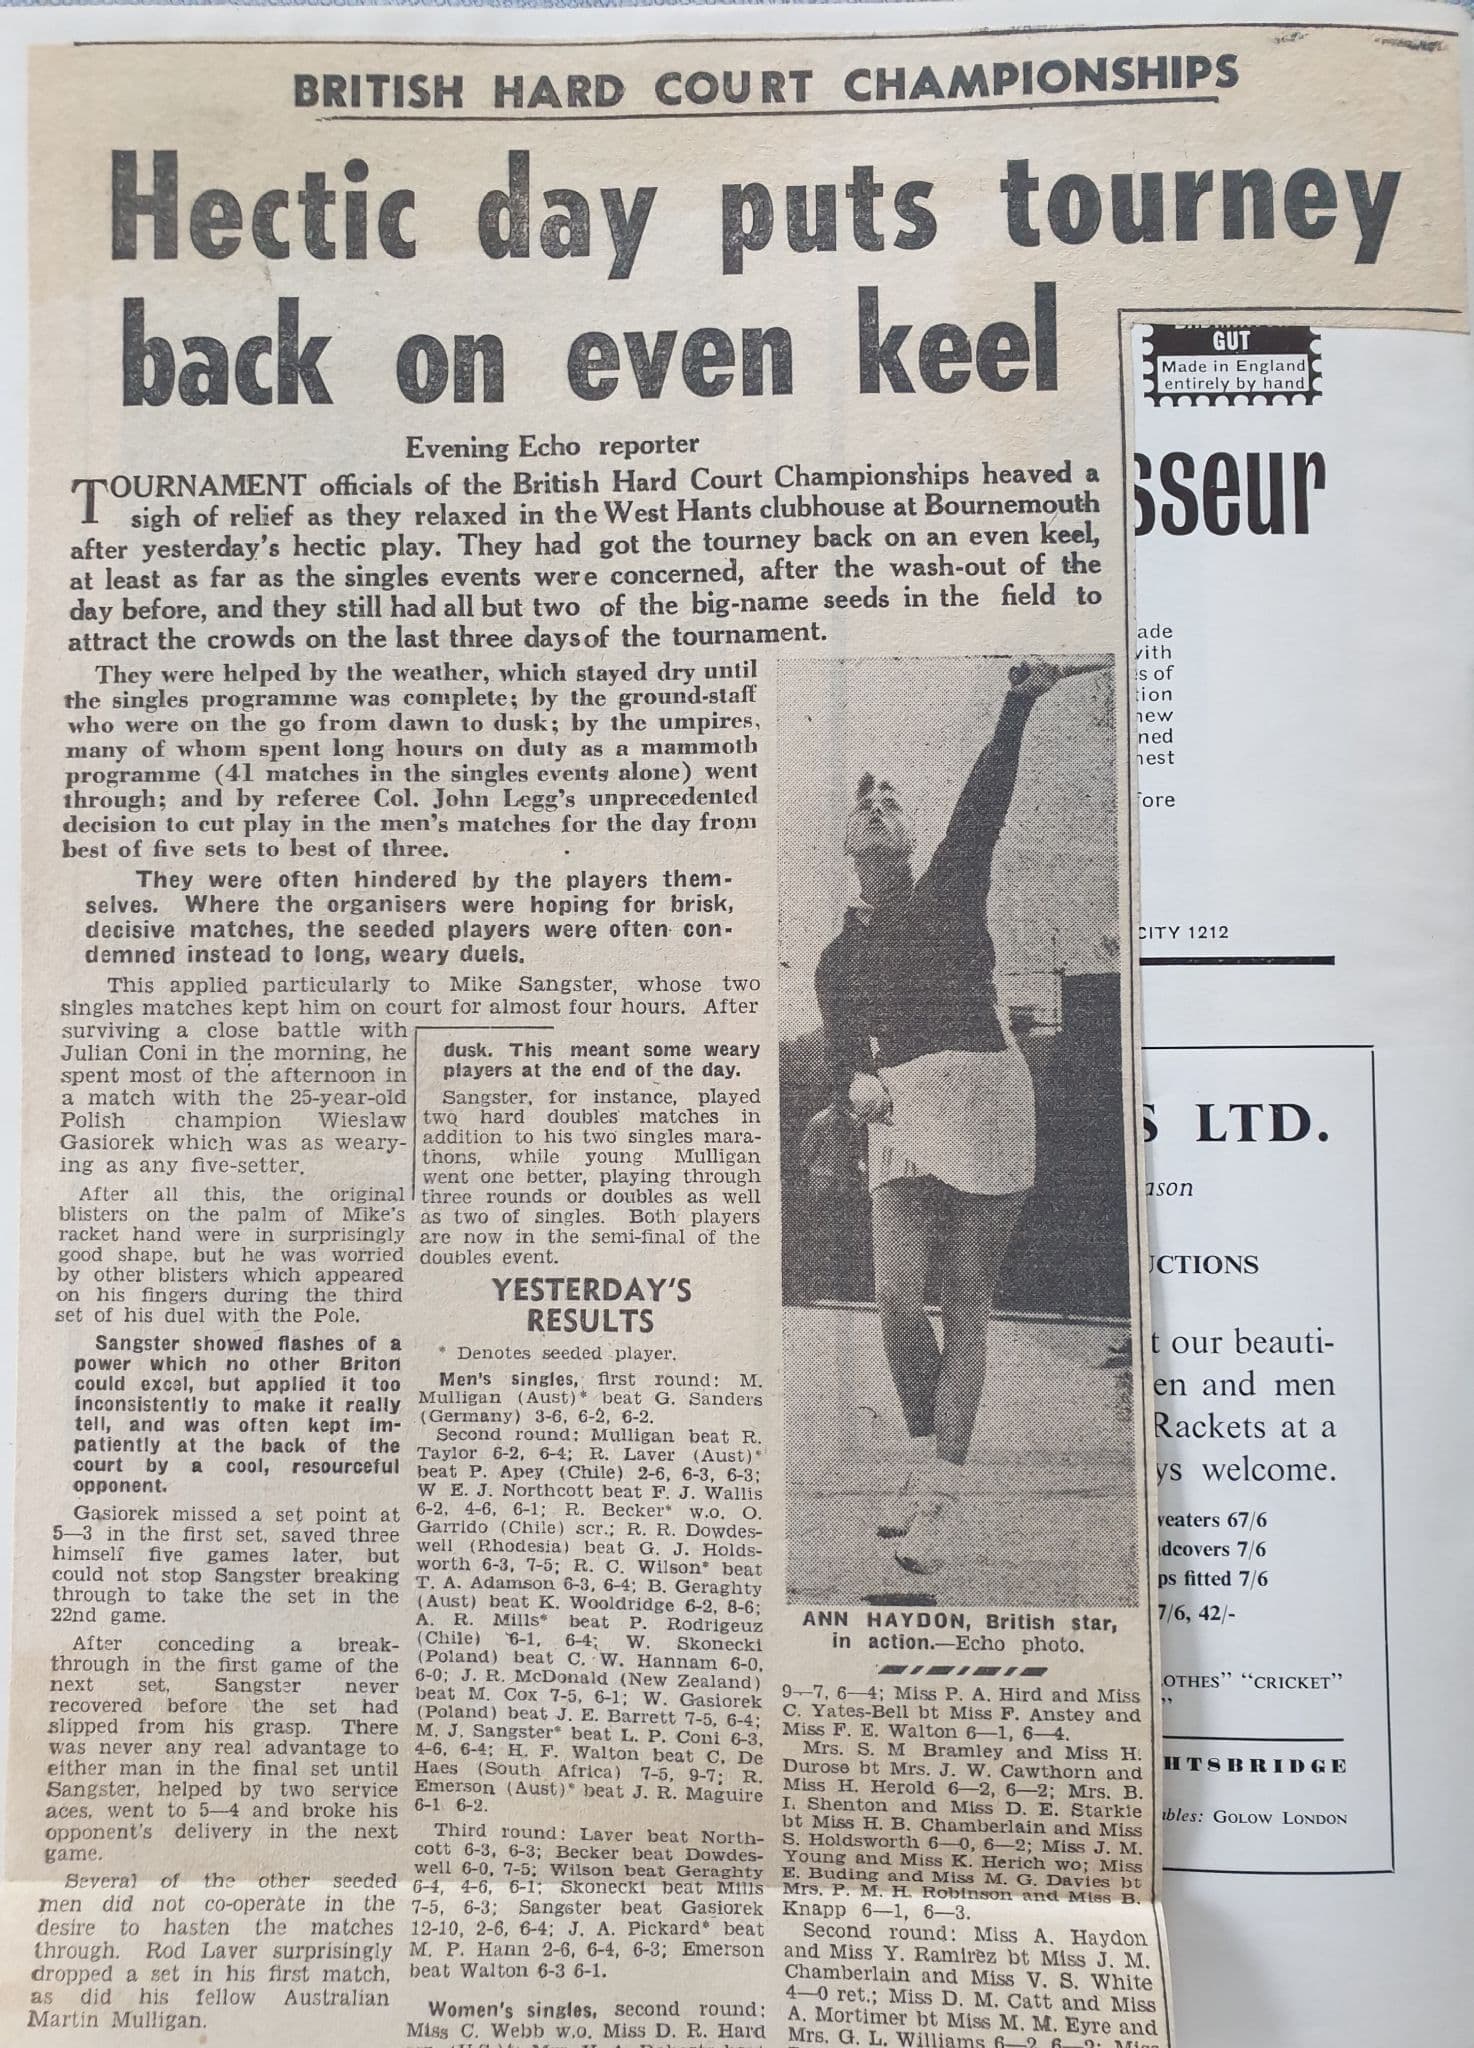 BRITISH HARD COURT CHAMPIONSHIPS
Hectic day puts tourney
back on even keel
Evening Echo reporter
TOURNAMENT officials of the British Hard Court Championships heaved a
sigh of relief as they relaxed in the West Hants clubhouse at Bournemouth
after yesterday's hectic play. They had got the tourney back on an even keel,
at least as far as the singles events were concerned, after the wash-out of the
day before, and they still had all but two of the big-name seeds in the field to
attract the crowds on the last three days of the tournament.
They were helped by the weather, which stayed dry until
the singles programme was complete; by the ground-staff
who were on the go from dawn to dusk; by the umpires,
many of whom spent long hours on duty as a mammoth
programme (41 matches in the singles events alone) went
through; and by referee Col. John Legg's unprecedented
decision to cut play in the men's matches for the day from
best of five sets to best of three.
They were often hindered by the players them-
selves. Where the organisers were hoping for brisk,
decisive matches, the seeded players were often con-
demned instead to long, weary duels.
This applied particularly to Mike Sangster, whose two
singles matches kept him on court for almost four hours. After
surviving a close battle with
Julian Coni in the morning, he
spent most of the afternoon in
a match with the 25-year-old
Polish champion Wieslaw
Gasiorek which was as weary-
ing as any five-setter.
After all this, the original
blisters on the palm of Mike's
racket hand were in surprisingly
good shape, but he was worried
by other blisters which appeared
on his fingers during the third
set of his duel with the Pole.
Sangster showed flashes of a
power which no other Briton
could excel, but applied it too
inconsistently to make it really
tell, and was often kept im-
patiently at the back of the
court by a cool, resourceful
opponent.
Gasiorek missed a set point at
5—3 in the first set, saved three
himself five games later, but
could not stop Sangster breaking
through to take the set in the
22nd game.
After conceding a break-
through in the first game of the
next set, Sangster never
recovered before the set had
slipped from his grasp. There
was never any real advantage to
either man in the final set until
Sangster, helped by two service
aces, went to 5—4 and broke his
opponent's delivery in the next
game.
Several of the other seeded
men did not co-operate in the
desire to hasten the matches
through. Rod Laver surprisingly
dropped a set in his first match,
as did his fellow Australian
Martin Mulligan.
dusk. This meant some weary
players at the end of the day.
Sangster, for instance, played
two hard doubles matches in
addition to his two singles mara-
thons, while young Mulligan
went one better, playing through
three rounds or doubles as well
as two of singles. Both players
are now in the semi-final of the
doubles event.
YESTERDAY'S
RESULTS
* Denotes seeded player.
Men's singles, first round: M.
Mulligan (Aust)* beat G. Sanders
(Germany) 3-6, 6-2, 6-2.
Second round: Mulligan beat R.
Taylor 6-2, 6-4; R. Laver (Aust)*
beat P. Apey (Chile) 2-6, 6-3, 6-3;
W E. J. Northcott beat F. J. Wallis
6-2, 4-6, 6-1; R. Becker* w.o. O.
Garrido (Chile) scr.; R. R. Dowdes-
well (Rhodesia) beat G. J. Holds-
worth 6-3, 7-5; R. C. Wilson* beat
T. A. Adamson 6-3, 6-4; B. Geraghty
(Aust) beat K. Wooldridge 6-2, 8-6;
A. R. Mills* beat P. Rodrigeuz
(Chile) 6-1, 6-4; W. Skonecki
(Poland) beat C. W. Hannam 6-0,
6-0; J. R. McDonald (New Zealand)
beat M. Cox 7-5, 6-1; W. Gasiorek
(Poland) beat J. E. Barrett 7-5, 6-4;
M. J. Sangster* beat L. P. Coni 6-3,
4-6, 6-4; H. F. Walton beat C. De
Haes (South Africa) 7-5, 9-7; R.
Emerson (Aust)* beat J. R. Maguire
6-1 6-2.
Third round: Laver beat North-
cott 6-3, 6-3; Becker beat Dowdes-
well 6-0, 7-5; Wilson beat Geraghty
6-4, 4-6, 6-1; Skonecki beat Mills
7-5, 6-3; Sangster beat Gasiorek
12-10, 2-6, 6-4; J. A. Pickard* beat
M. P. Hann 2-6, 6-4, 6-3; Emerson
beat Walton 6-3 6-1.
Women's singles, second round:
Miss C. Webb w.o. Miss D. R. Hard
ANN HAYDON, British star,
in action.—Echo photo.
9—7, 6—4; Miss P. A. Hird and Miss
C. Yates-Bell bt Miss F. Anstey and
Miss F. E. Walton 6—1, 6—4.
Mrs. S. M Bramley and Miss H.
Durose bt Mrs. J. W. Cawthorn and
Miss H. Herold 6—2, 6—2; Mrs. B.
I. Shenton and Miss D. E. Starkie
bt Miss H. B. Chamberlain and Miss
S. Holdsworth 6—0, 6—2; Miss J. M.
Young and Miss K. Herich wo; Miss
E. Buding and Miss M. G. Davies bt
Mrs. P. M. H. Robinson and Miss B.
Knapp 6—1, 6—3.
Second round: Miss A. Haydon
and Miss Y. Ramirez bt Miss J. M.
Chamberlain and Miss V. S. White
4—0 ret.; Miss D. M. Catt and Miss
A. Mortimer bt Miss M. M. Eyre and
Mrs. G. L. Williams 6—2 6—2; Miss
GUT
Made in England
entirely by hand
sseur
ade
with
s of
tion
new
ned
nest
fore
CITY 1212
S LTD.
ason
UCTIONS
t our beauti-
en and men
Rackets at a
ys welcome.
weaters 67/6
dcovers 7/6
ps fitted 7/6
7/6, 42/-
OTHES" "CRICKET"
"
HTSBRIDGE
bles: GOLOW LONDON